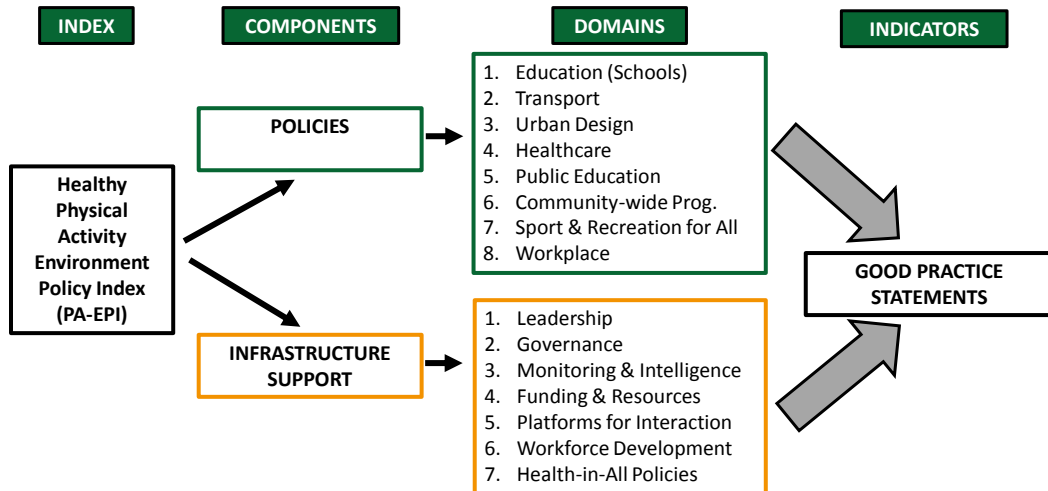 INDEX
COMPONENTS
DOMAINS
INDICATORS
Healthy
Physical
Activity
Environment
Policy Index
(PA-EPI)
POLICIES
INFRASTRUCTURE
SUPPORT
1. Education (Schools)
2. Transport
3. Urban Design
4. Healthcare
5. Public Education
6. Community-wide Prog.
7. Sport & Recreation for All
8. Workplace
1. Leadership
2. Governance
3. Monitoring & Intelligence
4. Funding & Resources
5. Platforms for Interaction
6. Workforce Development
7. Health-in-All Policies
GOOD PRACTICE
STATEMENTS